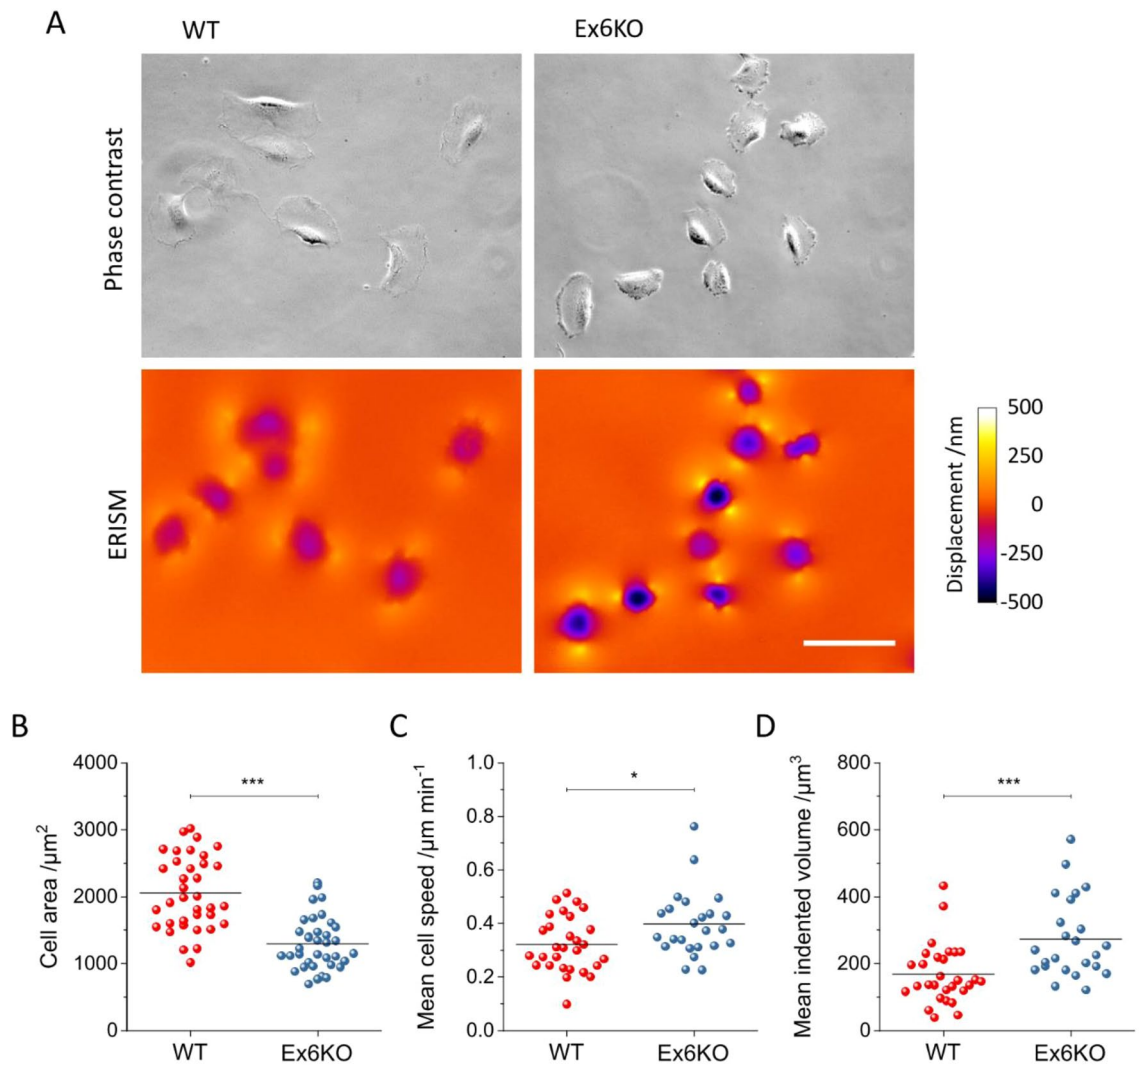 A
WT
Ex6KO
Phase contrast
ERISM
500
250
0
-250
-500
Displacement /nm
B
C
D
4000
3000
2000
1000
0
Cell area /µm²
***
WT
Ex6KO
1.0
0.8
0.6
0.4
0.2
0.0
Mean cell speed /µm min⁻¹
*
WT
Ex6KO
800
600
400
200
0
Mean indented volume /µm³
***
WT
Ex6KO